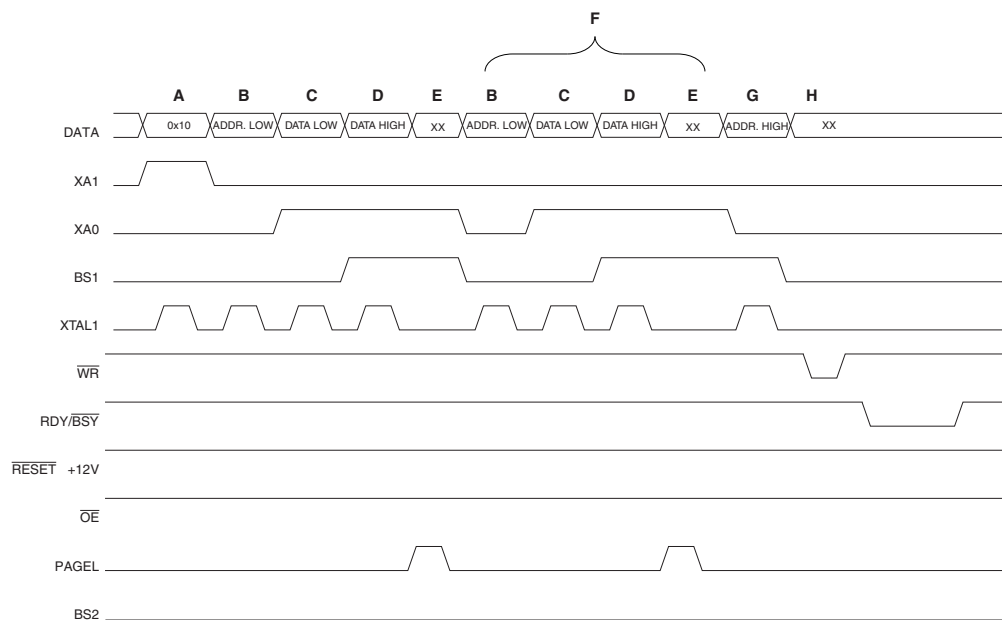 F
A B C D E B C D E G H
DATA 0x10 ADDR. LOW DATA LOW DATA HIGH XX ADDR. LOW DATA LOW DATA HIGH XX ADDR. HIGH XX
XA1
XA0
BS1
XTAL1
WR
RDY/BSY
RESET +12V
OE
PAGEL
BS2